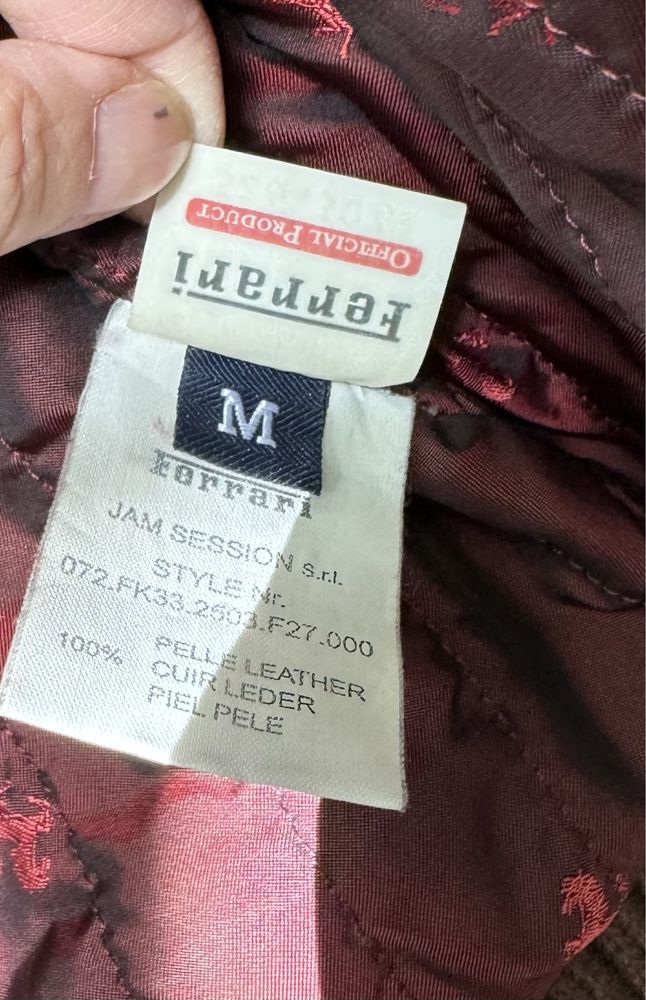 OFFICIAL PRODUCT
Ferrari
M
Ferrari
JAM SESSION S.r.l.
STYLE Nr.
072.FK33.2603.F27.000
100% PELLE LEATHER
CUIR LEDER
PIEL PELE